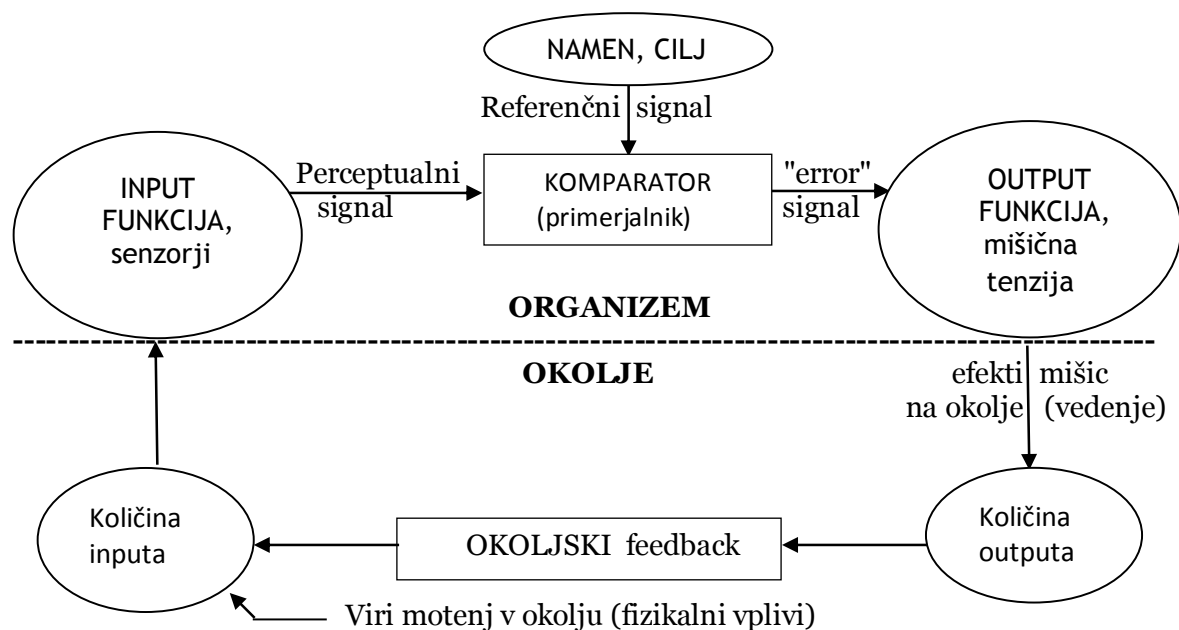 NAMEN, CILJ
Referenčni signal
INPUT
FUNKCIJA,
senzorji
Perceptualni
signal
KOMPARATOR
(primerjalnik)
"error"
signal
OUTPUT
FUNKCIJA,
mišična
tenzija
ORGANIZEM
OKOLJE
efekti mišic
na okolje (vedenje)
Količina
inputa
OKOLJSKI feedback
Količina
outputa
Viri motenj v okolju (fizikalni vplivi)